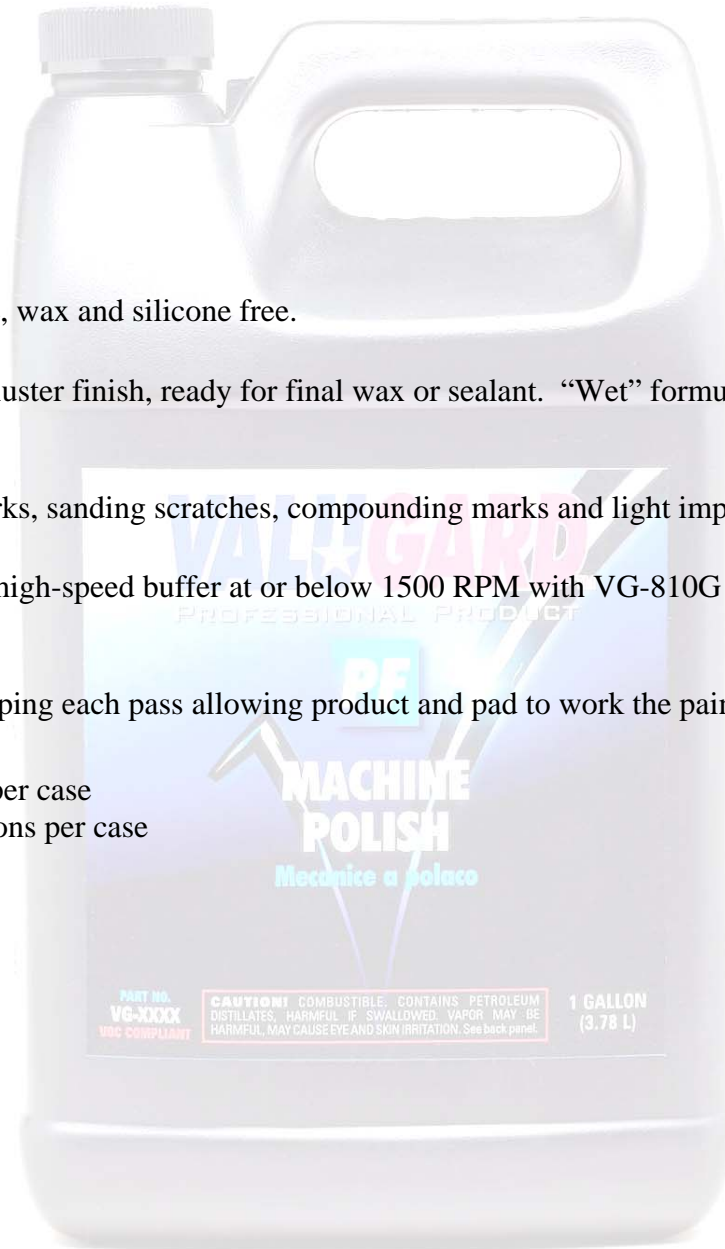 , wax and silicone free.
luster finish, ready for final wax or sealant. “Wet” formu
rks, sanding scratches, compounding marks and light imp
VALUGARD
PROFESSIONAL PRODUCT
high-speed buffer at or below 1500 RPM with VG-810G
PF
ping each pass allowing product and pad to work the pain
per case
ons per case
MACHINE
POLISH
Mecanice a polaco
PART NO.
VG-XXXX
VOC COMPLIANT
CAUTION! COMBUSTIBLE, CONTAINS PETROLEUM
DISTILLATES, HARMFUL IF SWALLOWED. VAPOR MAY BE
HARMFUL, MAY CAUSE EYE AND SKIN IRRITATION. See back panel.
1 GALLON
(3.78 L)